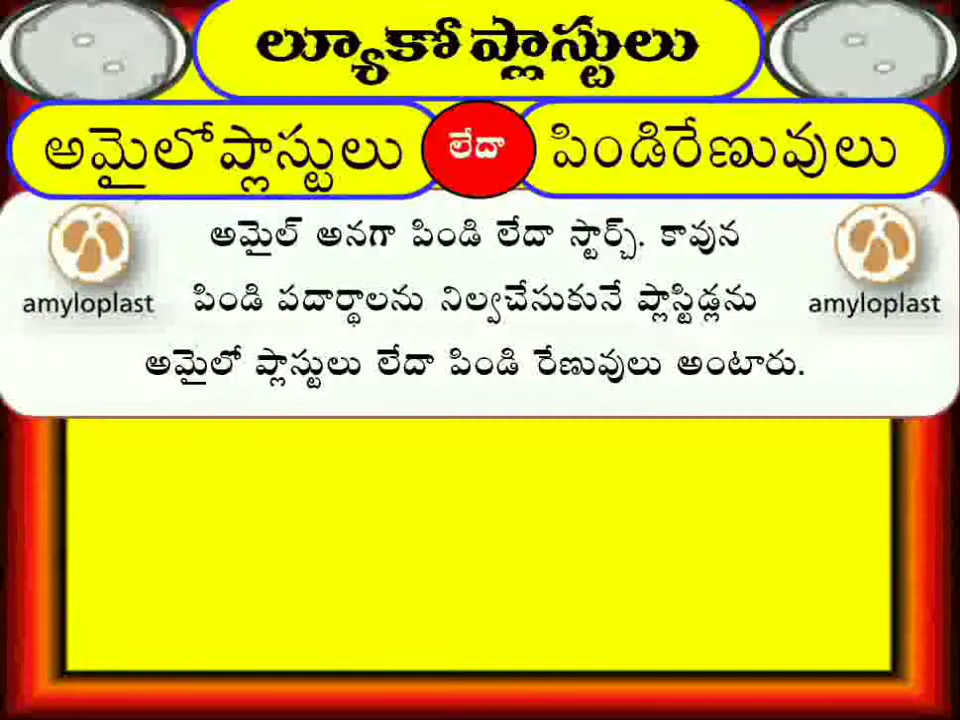 ల్యూకోప్లాస్టులు
అమైలోప్లాస్టులు లేదా పిండిరేణువులు
అమైల్ అనగా పిండి లేదా స్టార్చ్. కావున
amyloplast పిండి పదార్థాలను నిల్వచేసుకునే ప్లాస్టిడ్లను amyloplast
అమైలో ప్లాస్టులు లేదా పిండి రేణువులు అంటారు.